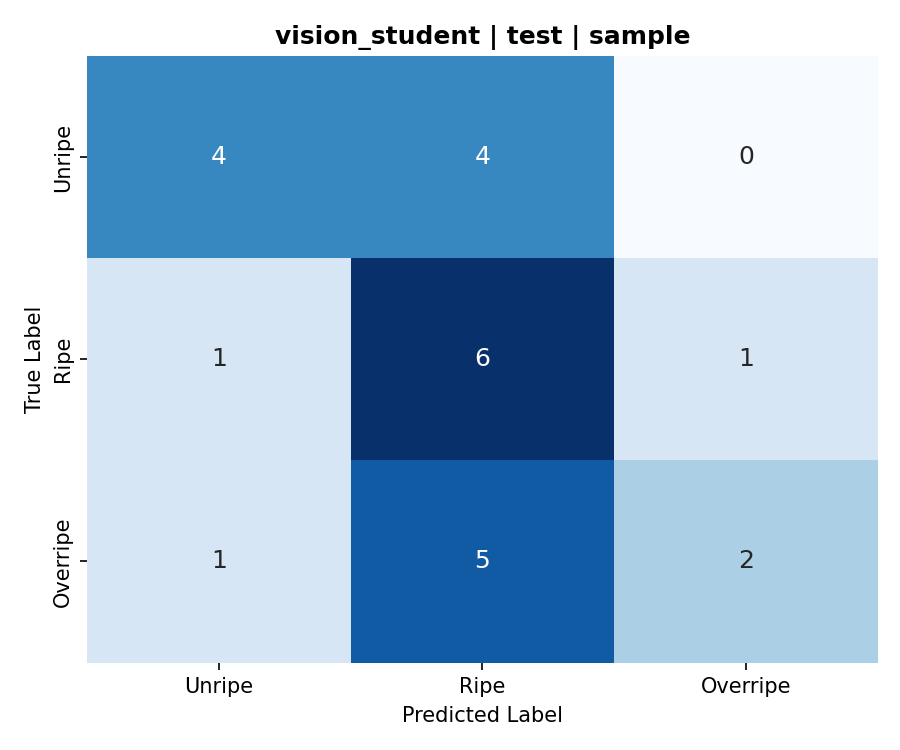 vision_student | test | sample
True Label
Unripe
4 4 0
Ripe
1 6 1
Overripe
1 5 2
Unripe Ripe Overripe
Predicted Label